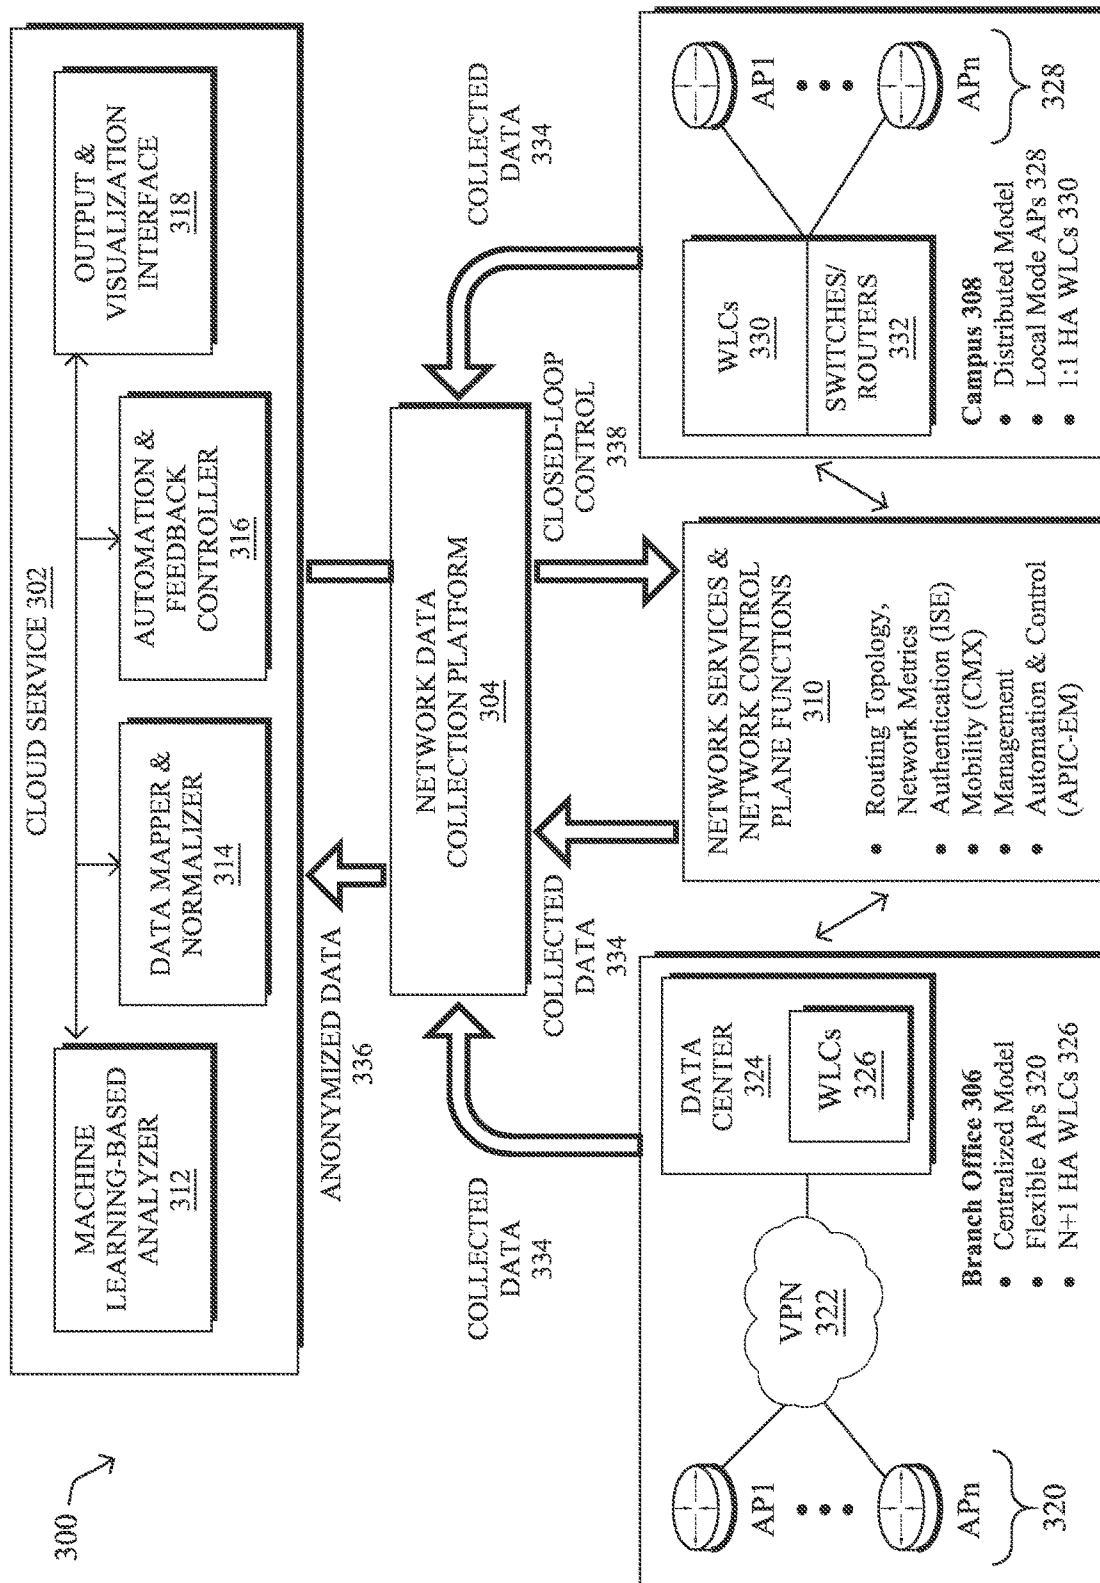 300
CLOUD SERVICE 302
MACHINE
LEARNING-BASED
ANALYZER
312
DATA MAPPER &
NORMALIZER
314
AUTOMATION &
FEEDBACK
CONTROLLER
316
OUTPUT &
VISUALIZATION
INTERFACE
318
ANONYMIZED DATA
336
COLLECTED
DATA
334
NETWORK DATA
COLLECTION PLATFORM
304
COLLECTED
DATA
334
COLLECTED
DATA
334
CLOSED-LOOP
CONTROL
338
AP1
APn
320
VPN
322
DATA
CENTER
324
WLCs
326
Branch Office 306
• Centralized Model
• Flexible APs 320
• N+1 HA WLCs 326
NETWORK SERVICES &
NETWORK CONTROL
PLANE FUNCTIONS
310
• Routing Topology,
Network Metrics
• Authentication (ISE)
• Mobility (CMX)
• Management
• Automation & Control
(APIC-EM)
WLCs
330
SWITCHES/
ROUTERS
332
AP1
APn
328
Campus 308
• Distributed Model
• Local Mode APs 328
• 1:1 HA WLCs 330